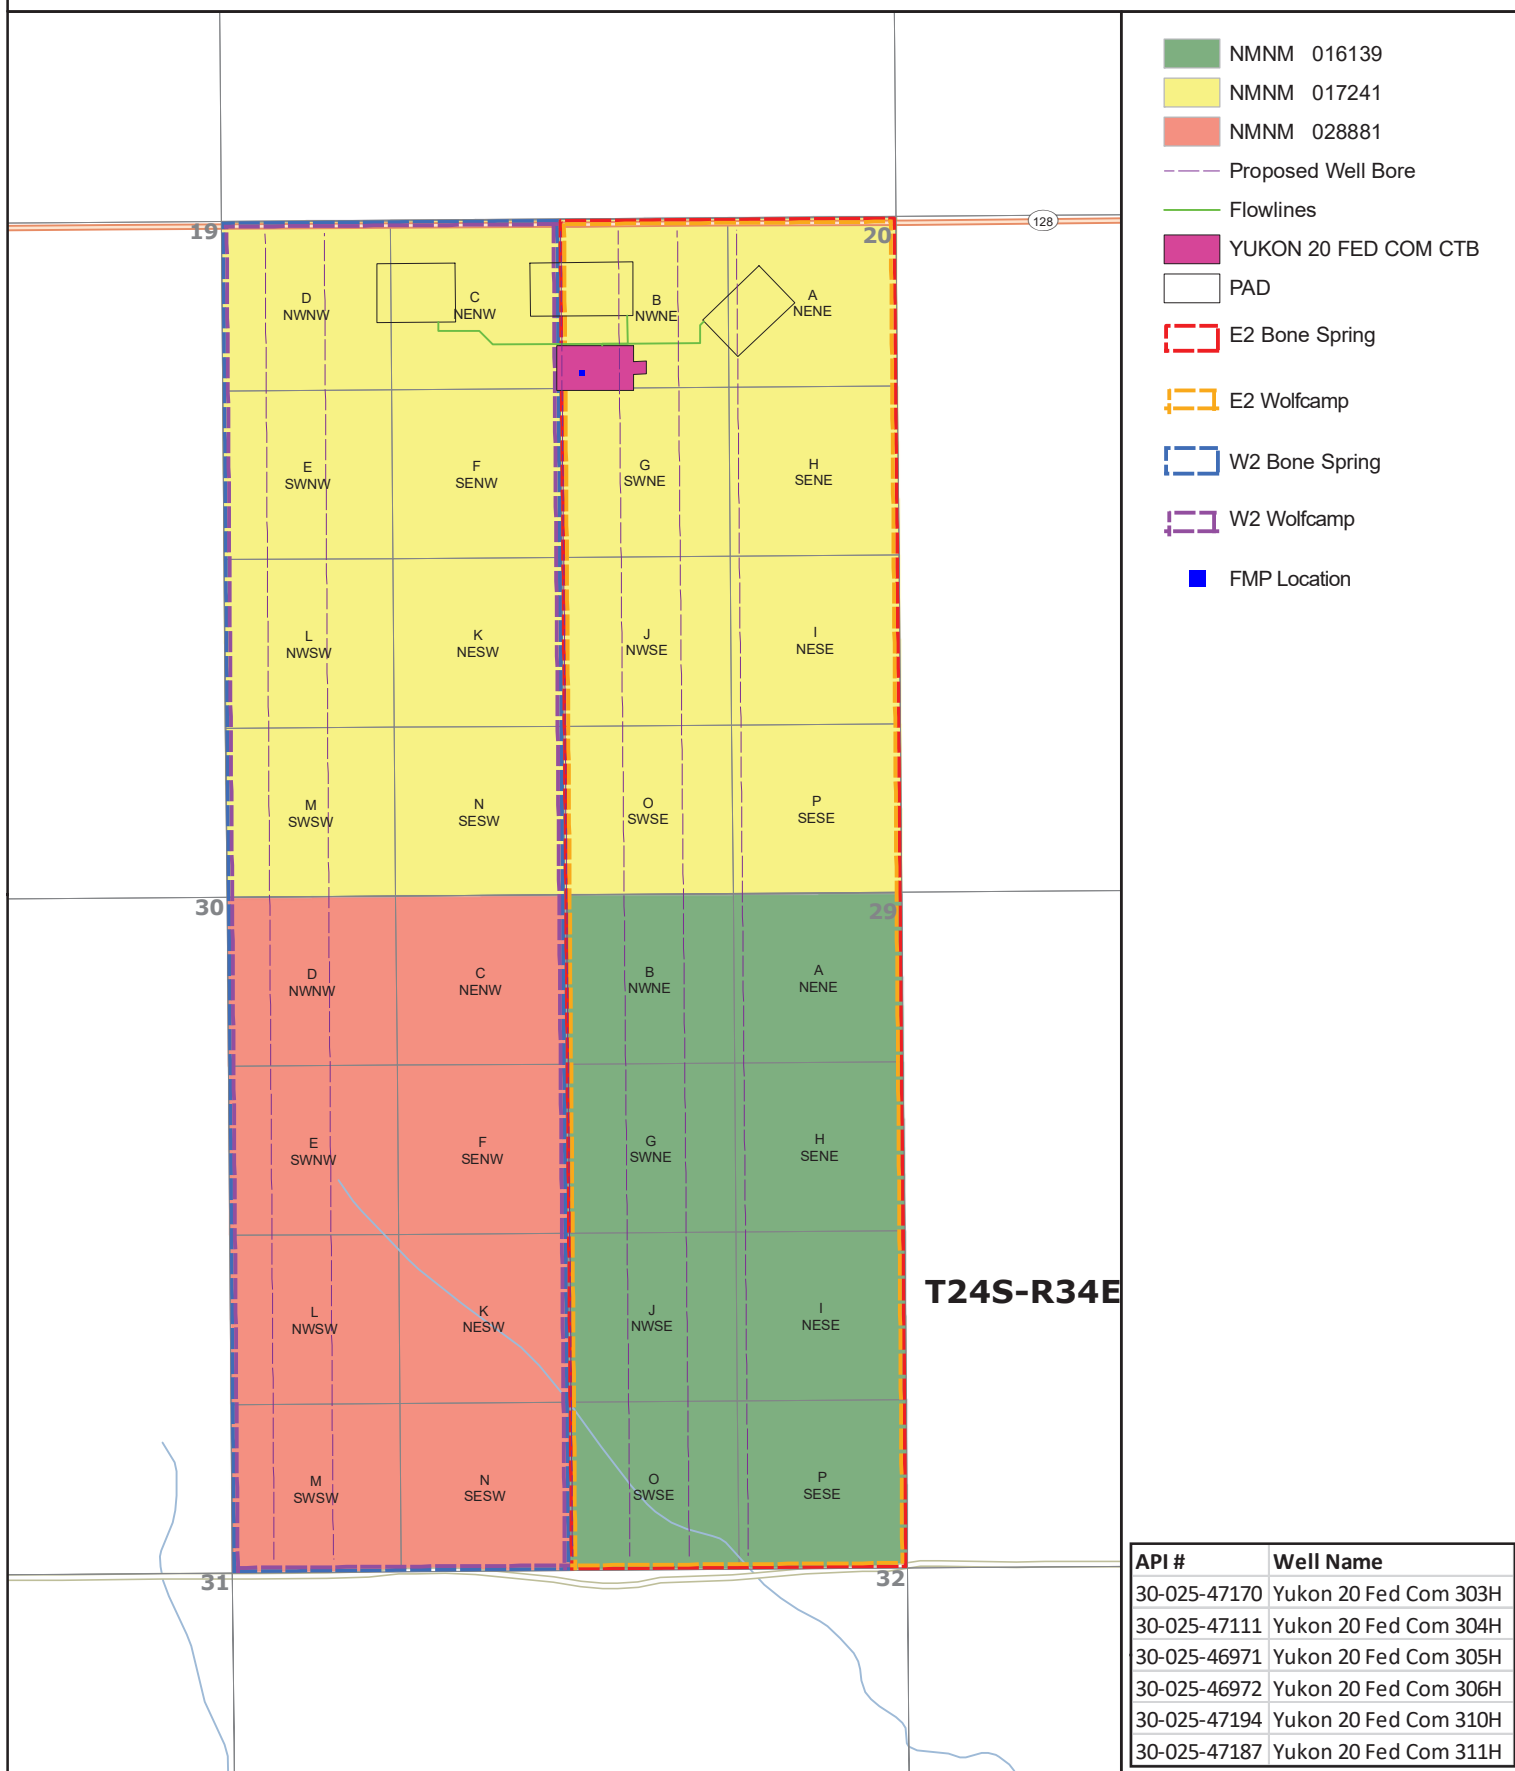 NMNM 016139
NMNM 017241
NMNM 028881
Proposed Well Bore
Flowlines
YUKON 20 FED COM CTB
PAD
E2 Bone Spring
E2 Wolfcamp
W2 Bone Spring
W2 Wolfcamp
FMP Location
128
19
20
D
NWNW
C
NENW
B
NWNE
A
NENE
E
SWNW
F
SENW
G
SWNE
H
SENE
L
NWSW
K
NESW
J
NWSE
I
NESE
M
SWSW
N
SESW
O
SWSE
P
SESE
30
29
D
NWNW
C
NENW
B
NWNE
A
NENE
E
SWNW
F
SENW
G
SWNE
H
SENE
T24S-R34E
L
NWSW
K
NESW
J
NWSE
I
NESE
M
SWSW
N
SESW
O
SWSE
P
SESE
31
32
API # Well Name
30-025-47170 Yukon 20 Fed Com 303H
30-025-47111 Yukon 20 Fed Com 304H
30-025-46971 Yukon 20 Fed Com 305H
30-025-46972 Yukon 20 Fed Com 306H
30-025-47194 Yukon 20 Fed Com 310H
30-025-47187 Yukon 20 Fed Com 311H